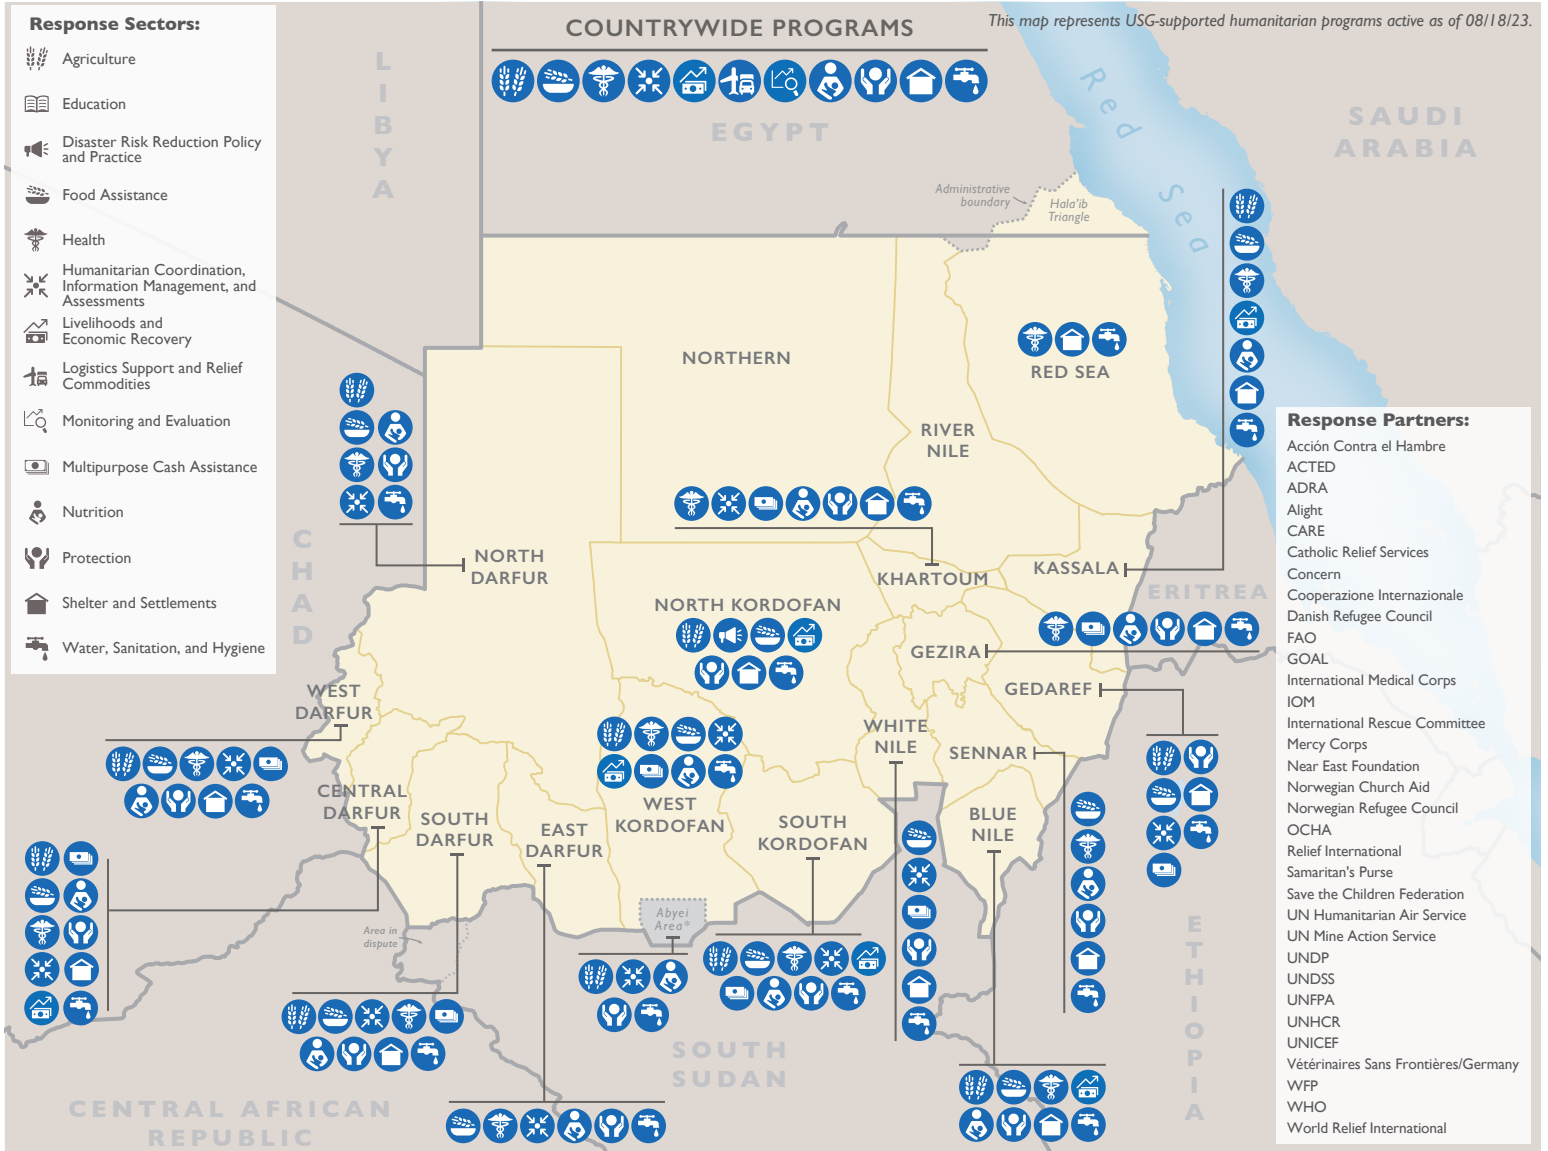 Response Sectors:
Agriculture
Education
Disaster Risk Reduction Policy
and Practice
Food Assistance
Health
Humanitarian Coordination,
Information Management, and
Assessments
Livelihoods and
Economic Recovery
Logistics Support and Relief
Commodities
Monitoring and Evaluation
Multipurpose Cash Assistance
Nutrition
Protection
Shelter and Settlements
Water, Sanitation, and Hygiene
COUNTRYWIDE PROGRAMS
This map represents USG-supported humanitarian programs active as of 08/18/23.
LIBYA
EGYPT
Red Sea
SAUDI
ARABIA
Administrative
boundary
Hala'ib
Triangle
NORTHERN
RED SEA
RIVER
NILE
CHAD
NORTH
DARFUR
KHARTOUM
KASSALA
ERITREA
NORTH KORDOFAN
GEZIRA
GEDAREF
WEST
DARFUR
WHITE
NILE
SENNAR
CENTRAL
DARFUR
SOUTH
DARFUR
EAST
DARFUR
WEST
KORDOFAN
SOUTH
KORDOFAN
BLUE
NILE
Abyei
Area*
Area in
dispute
ETHIOPIA
SOUTH
SUDAN
CENTRAL AFRICAN
REPUBLIC
Response Partners:
Acción Contra el Hambre
ACTED
ADRA
Alight
CARE
Catholic Relief Services
Concern
Cooperazione Internazionale
Danish Refugee Council
FAO
GOAL
International Medical Corps
IOM
International Rescue Committee
Mercy Corps
Near East Foundation
Norwegian Church Aid
Norwegian Refugee Council
OCHA
Relief International
Samaritan's Purse
Save the Children Federation
UN Humanitarian Air Service
UN Mine Action Service
UNDP
UNDSS
UNFPA
UNHCR
UNICEF
Vétérinaires Sans Frontières/Germany
WFP
WHO
World Relief International